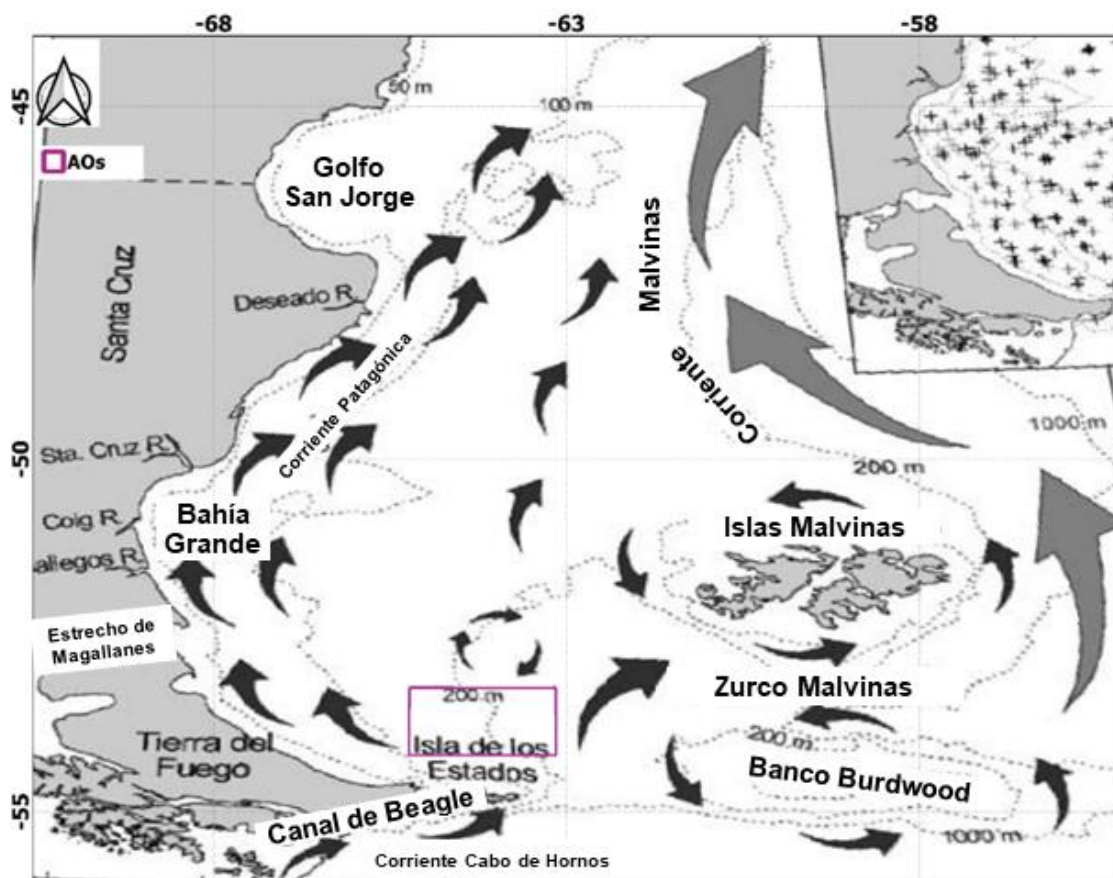 -68
-63
-58
-45
50 m
100 m
AOs
Golfo
San Jorge
Santa Cruz
Deseado R.
Malvinas
Corriente Patagónica
Corriente
1000 m
-50
Sta. Cruz R.
200 m
Coig R.
Bahía
Grande
Islas Malvinas
allegos R.
Estrecho de
Magallanes
Zurco Malvinas
200 m
Tierra del
Fuego
Isla de los
Estados
200 m
Banco Burdwood
-55
Canal de Beagle
1000 m
Corriente Cabo de Hornos